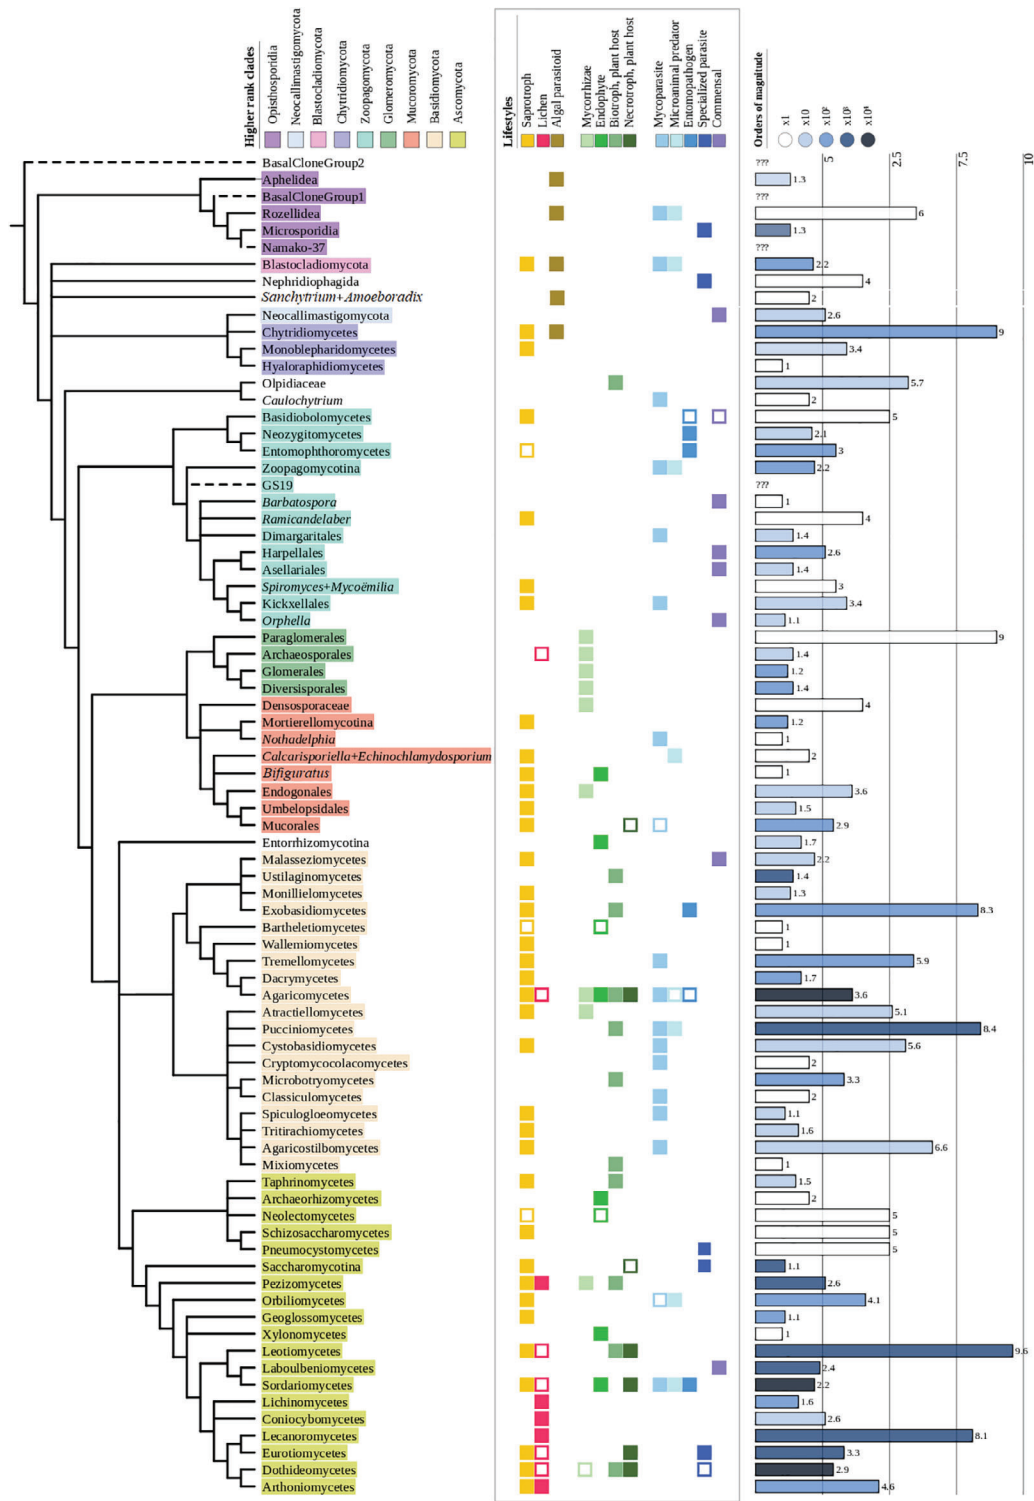 Higher rank clades
Opisthosporidia
Neocallimastigomycota
Blastocladiomycota
Chytridiomycota
Zoopagomycota
Glomeromycota
Mucoromycota
Basidiomycota
Ascomycota
Lifestyles
Saprotroph
Lichen
Algal parasitoid
Mycorrhizae
Endophyte
Biotroph, plant host
Necrotroph, plant host
Mycoparasite
Microanimal predator
Entomopathogen
Specialized parasite
Commensal
Orders of magnitude
x1
x10
x10²
x10³
x10⁴
5
2.5
7.5
10
BasalCloneGroup2 ???
Aphelidea 1.3
BasalCloneGroup1 ???
Rozellidea 6
Microsporidia 1.3
Namako-37 ???
Blastocladiomycota 2.2
Nephridiophagida 4
Sanchytrium+Amoeboradix 2
Neocallimastigomycota 2.6
Chytridiomycetes 9
Monoblepharidomycetes 3.4
Hyaloraphidiomycetes 1
Olpidiaceae 5.7
Caulochytrium 2
Basidiobolomycetes 5
Neozygitomycetes 2.1
Entomophthoromycetes 3
Zoopagomycotina 2.2
GS19 ???
Barbatospora 1
Ramicandelaber 4
Dimargaritales 1.4
Harpellales 2.6
Asellariales 1.4
Spiromyces+Mycoëmilia 3
Kickxellales 3.4
Orphella 1.1
Paraglomerales 9
Archaeosporales 1.4
Glomerales 1.2
Diversisporales 1.4
Densosporaceae 4
Mortierellomycotina 1.2
Nothadelphia 1
Calcarisporiella+Echinochlamydosporium 2
Bifiguratus 1
Endogonales 3.6
Umbelopsidales 1.5
Mucorales 2.9
Entorrhizomycotina 1.7
Malasseziomycetes 2.2
Ustilaginomycetes 1.4
Monilliellomycetes 1.3
Exobasidiomycetes 8.3
Bartheletiomycetes 1
Wallemiomycetes 1
Tremellomycetes 5.9
Dacrymycetes 1.7
Agaricomycetes 3.6
Atractiellomycetes 5.1
Pucciniomycetes 8.4
Cystobasidiomycetes 5.6
Cryptomycocolacomycetes 2
Microbotryomycetes 3.3
Classiculomycetes 2
Spiculogloeomycetes 1.1
Tritirachiomycetes 1.6
Agaricostilbomycetes 6.6
Mixiomycetes 1
Taphrinomycetes 1.5
Archaeorhizomycetes 2
Neolectomycetes 5
Schizosaccharomycetes 5
Pneumocystomycetes 5
Saccharomycotina 1.1
Pezizomycetes 2.6
Orbiliomycetes 4.1
Geoglossomycetes 1.1
Xylonomycetes 1
Leotiomycetes 9.6
Laboulbeniomycetes 2.4
Sordariomycetes 2.2
Lichinomycetes 1.6
Coniocybomycetes 2.6
Lecanoromycetes 8.1
Eurotiomycetes 3.3
Dothideomycetes 2.9
Arthoniomycetes 4.6